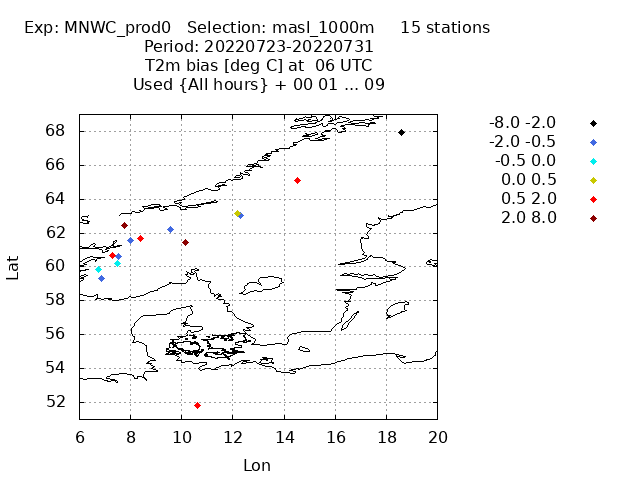 Exp: MNWC_prod0   Selection: masl_1000m     15 stations
Period: 20220723-20220731
T2m bias [deg C] at  06 UTC
Used {All hours} + 00 01 ... 09
-8.0 -2.0
-2.0 -0.5
-0.5 0.0
0.0 0.5
0.5 2.0
2.0 8.0
68
66
64
62
60
58
56
54
52
Lat
6 8 10 12 14 16 18 20
Lon